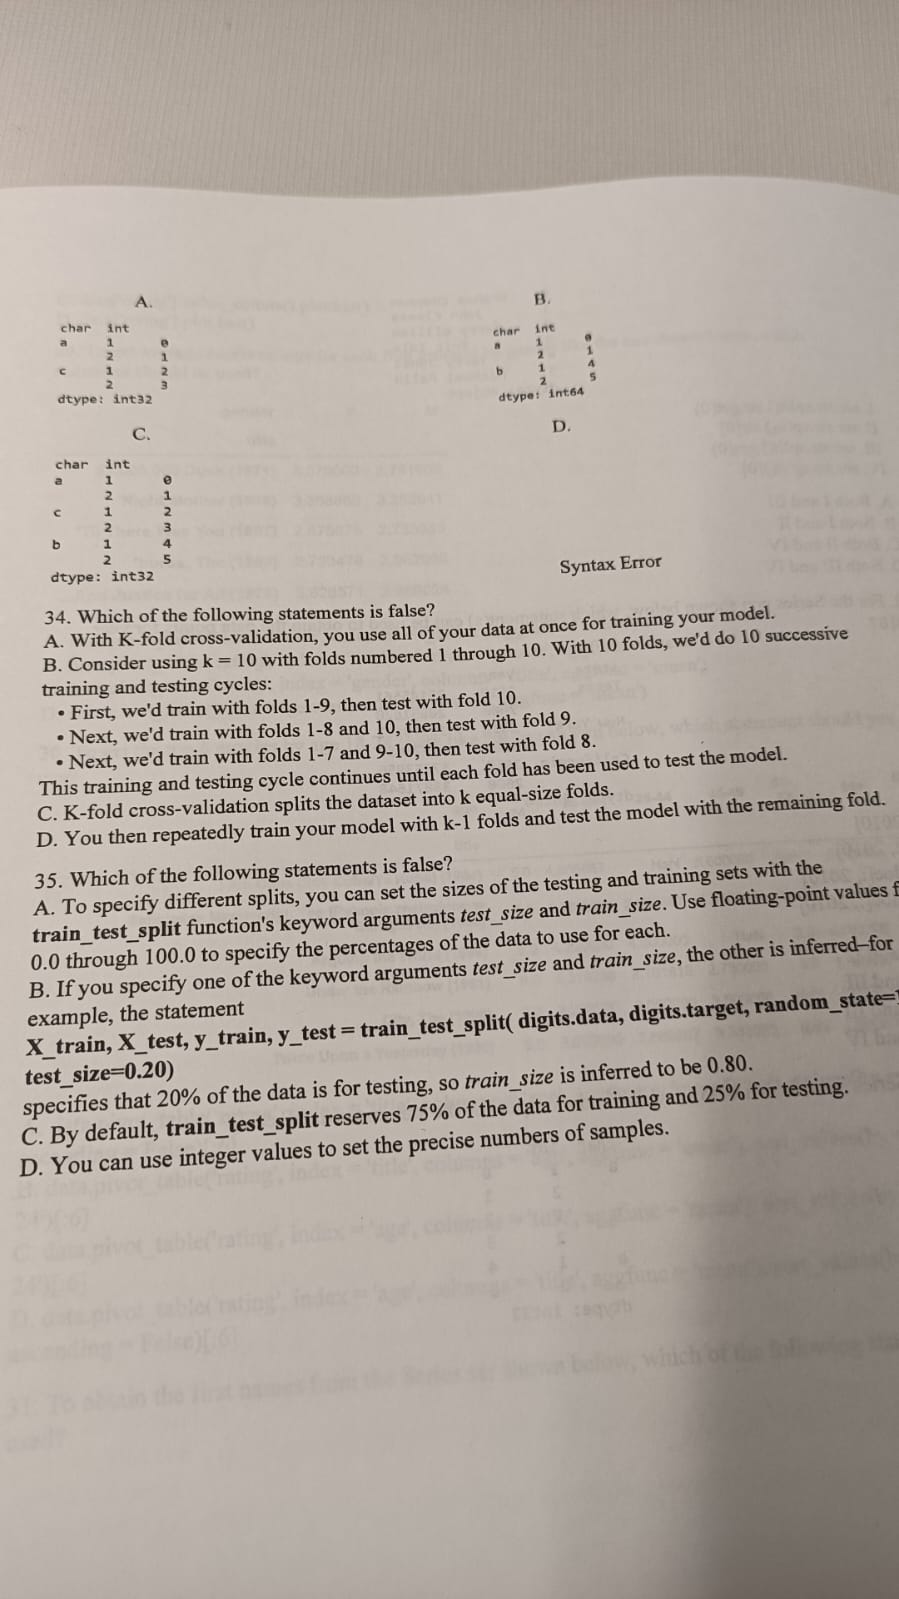 A.
char int
a 1 0
2 1
c 1 2
2 3
dtype: int32
B.
char int
a 1 0
2 1
b 1 4
2 5
dtype: int64
C.
char int
a 1 0
2 1
c 1 2
2 3
b 1 4
2 5
dtype: int32
D.
Syntax Error
34. Which of the following statements is false?
A. With K-fold cross-validation, you use all of your data at once for training your model.
B. Consider using k = 10 with folds numbered 1 through 10. With 10 folds, we'd do 10 successive
training and testing cycles:
• First, we'd train with folds 1-9, then test with fold 10.
• Next, we'd train with folds 1-8 and 10, then test with fold 9.
• Next, we'd train with folds 1-7 and 9-10, then test with fold 8.
This training and testing cycle continues until each fold has been used to test the model.
C. K-fold cross-validation splits the dataset into k equal-size folds.
D. You then repeatedly train your model with k-1 folds and test the model with the remaining fold.
35. Which of the following statements is false?
A. To specify different splits, you can set the sizes of the testing and training sets with the
train_test_split function's keyword arguments test_size and train_size. Use floating-point values
0.0 through 100.0 to specify the percentages of the data to use for each.
B. If you specify one of the keyword arguments test_size and train_size, the other is inferred–for
example, the statement
X_train, X_test, y_train, y_test = train_test_split( digits.data, digits.target, random_state=
test_size=0.20)
specifies that 20% of the data is for testing, so train_size is inferred to be 0.80.
C. By default, train_test_split reserves 75% of the data for training and 25% for testing.
D. You can use integer values to set the precise numbers of samples.